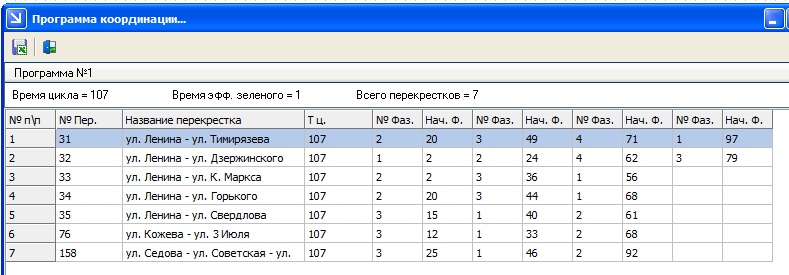 Программа координации...
Программа №1
Время цикла = 107 Время эфф. зеленого = 1 Всего перекрестков = 7
№ п\п № Пер. Название перекрестка Т ц. № Фаз. Нач. Ф. № Фаз. Нач. Ф. № Фаз. Нач. Ф. № Фаз. Нач. Ф.
1 31 ул. Ленина - ул. Тимирязева 107 2 20 3 49 4 71 1 97
2 32 ул. Ленина - ул. Дзержинского 107 1 2 2 24 4 62 3 79
3 33 ул. Ленина - ул. К. Маркса 107 2 2 3 36 1 56
4 34 ул. Ленина - ул. Горького 107 2 20 3 44 1 68
5 35 ул. Ленина - ул. Свердлова 107 3 15 1 40 2 61
6 76 ул. Кожева - ул. 3 Июля 107 3 12 1 33 2 68
7 158 ул. Седова - ул. Советская - ул. 107 3 25 1 46 2 92